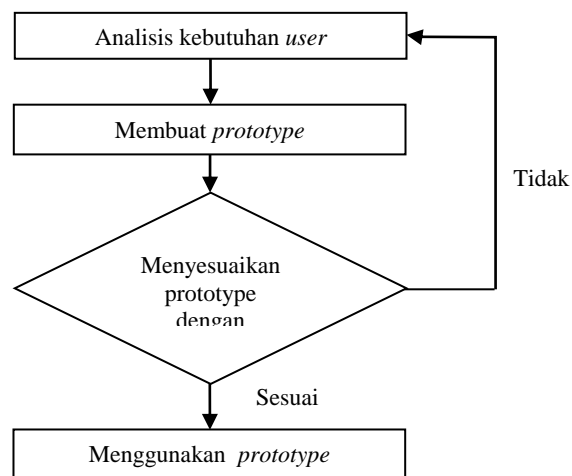 Analisis kebutuhan user
Membuat prototype
Tidak
Menyesuaikan
prototype
dengan
Sesuai
Menggunakan prototype